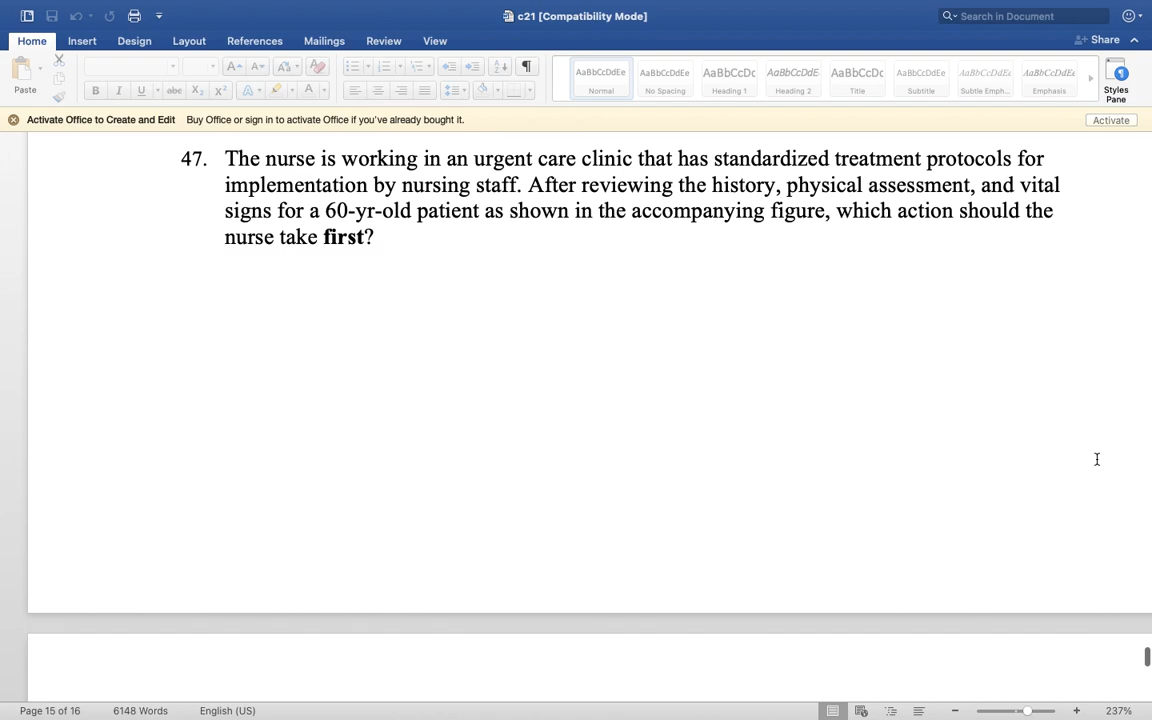 c21 [Compatibility Mode]
Search in Document
Home Insert Design Layout References Mailings Review View
Share
Paste
AaBbCcDdEe AaBbCcDdEe AaBbCcDc AaBbCcDdE AaBbCcDc AaBbCcDdEe AaBbCcDdEe AaBbCcDdEe
Normal No Spacing Heading 1 Heading 2 Title Subtitle Subtle Emph... Emphasis
Styles
Pane
Activate Office to Create and Edit Buy Office or sign in to activate Office if you've already bought it. Activate
47. The nurse is working in an urgent care clinic that has standardized treatment protocols for
implementation by nursing staff. After reviewing the history, physical assessment, and vital
signs for a 60-yr-old patient as shown in the accompanying figure, which action should the
nurse take first?
Page 15 of 16 6148 Words English (US) 237%